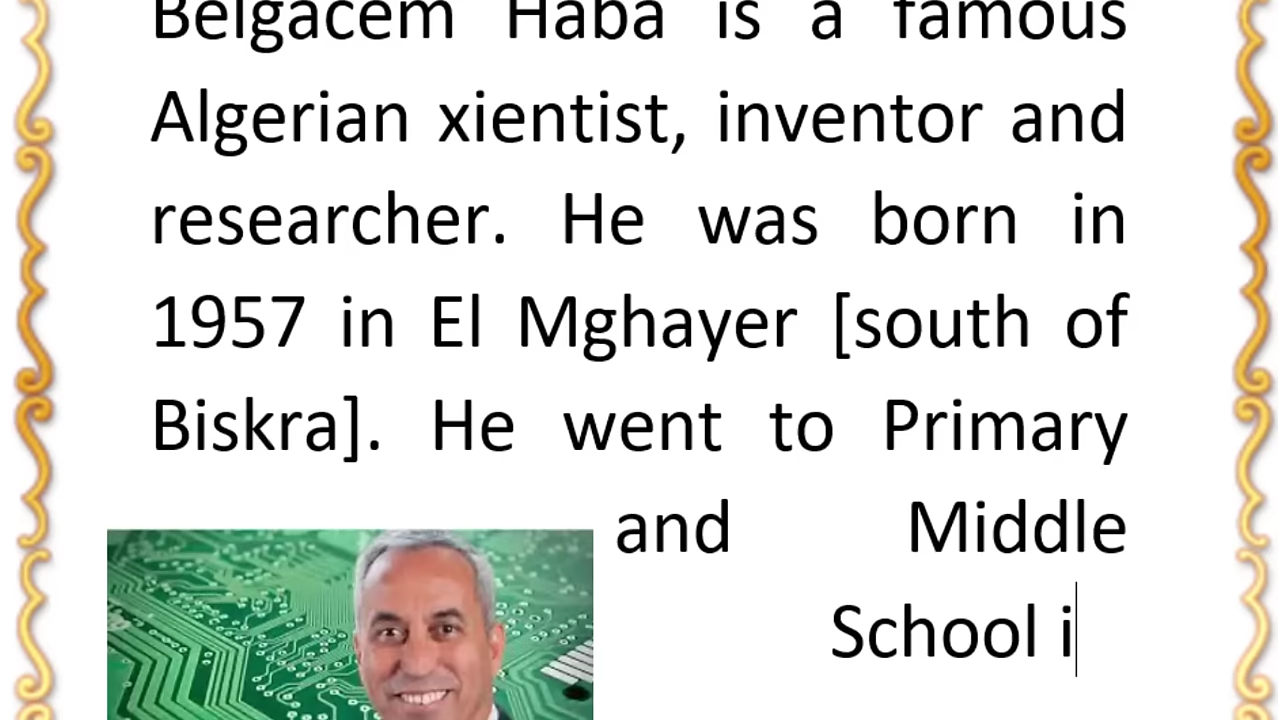 Belgacem Haba is a famous
Algerian xientist, inventor and
researcher. He was born in
1957 in El Mghayer [south of
Biskra]. He went to Primary
and Middle
School i